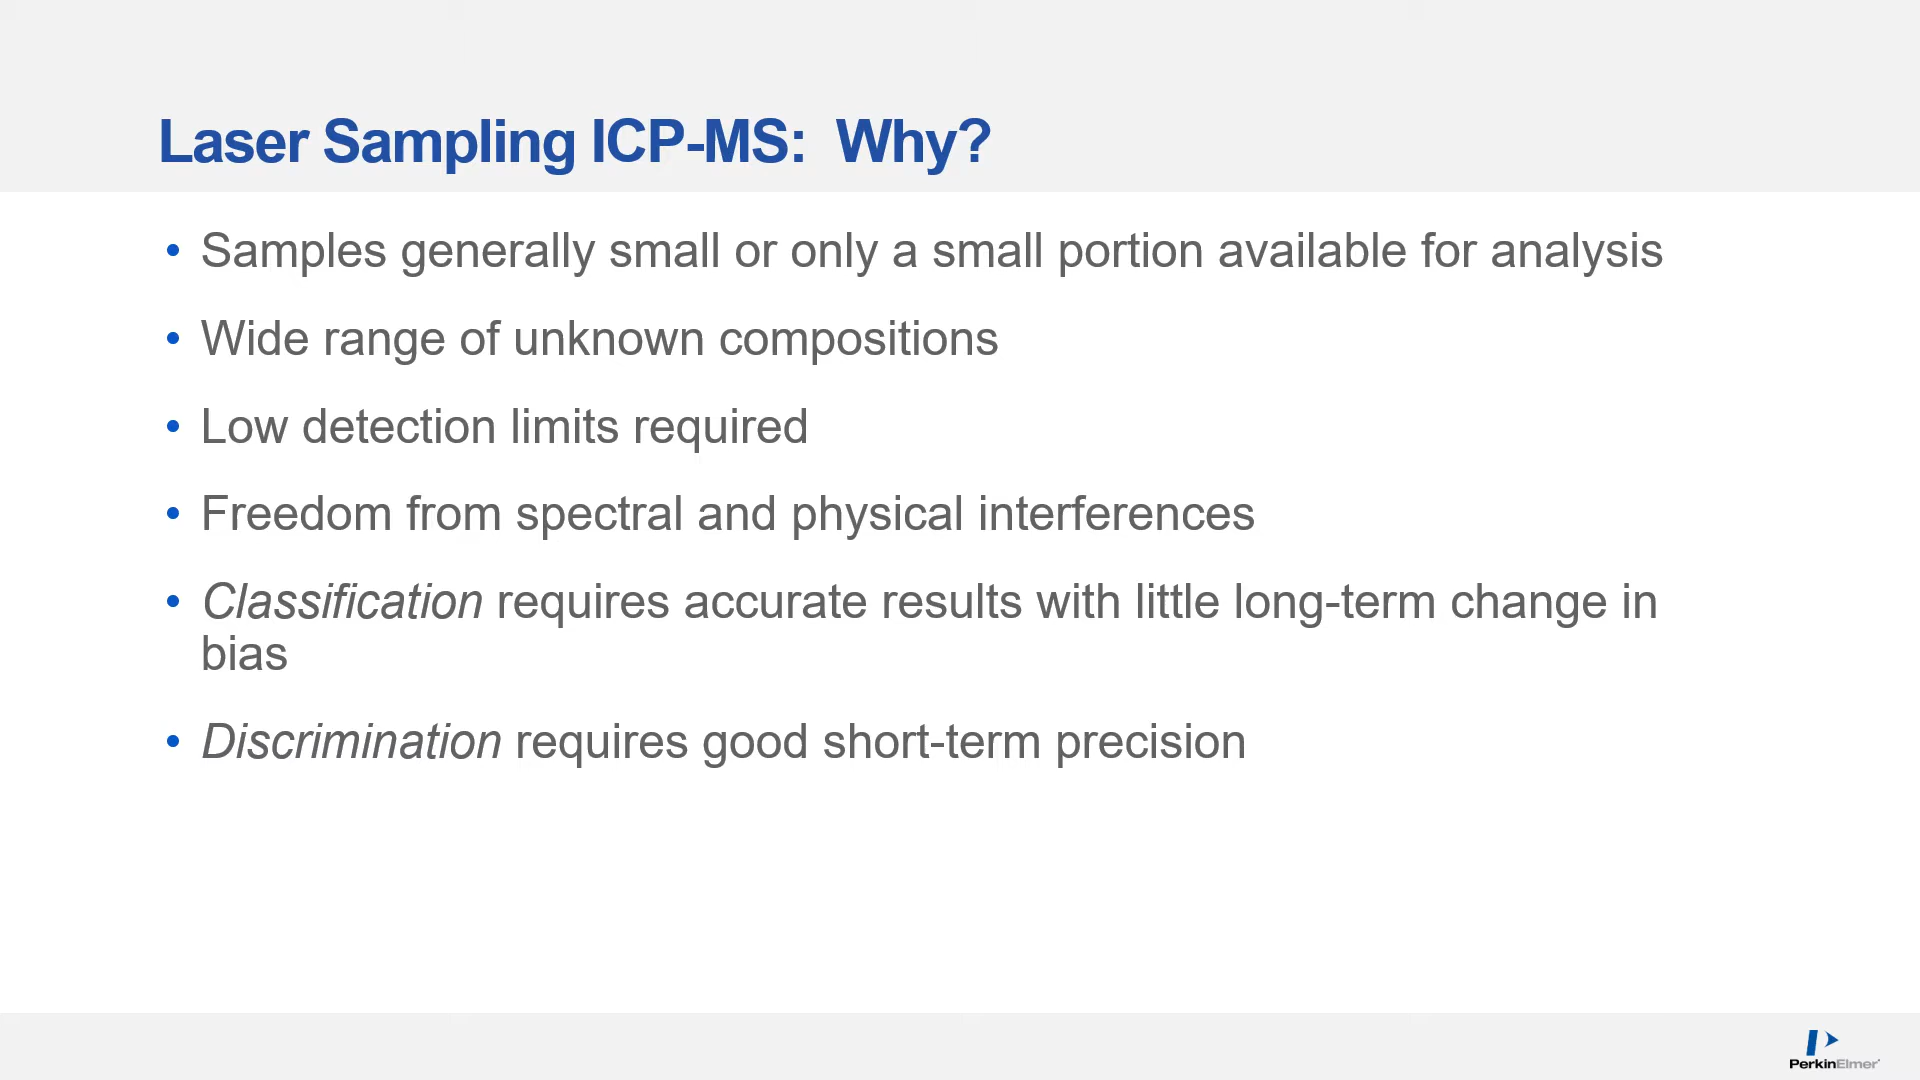 Laser Sampling ICP-MS:  Why?
• Samples generally small or only a small portion available for analysis
• Wide range of unknown compositions
• Low detection limits required
• Freedom from spectral and physical interferences
• Classification requires accurate results with little long-term change in
bias
• Discrimination requires good short-term precision
PerkinElmer